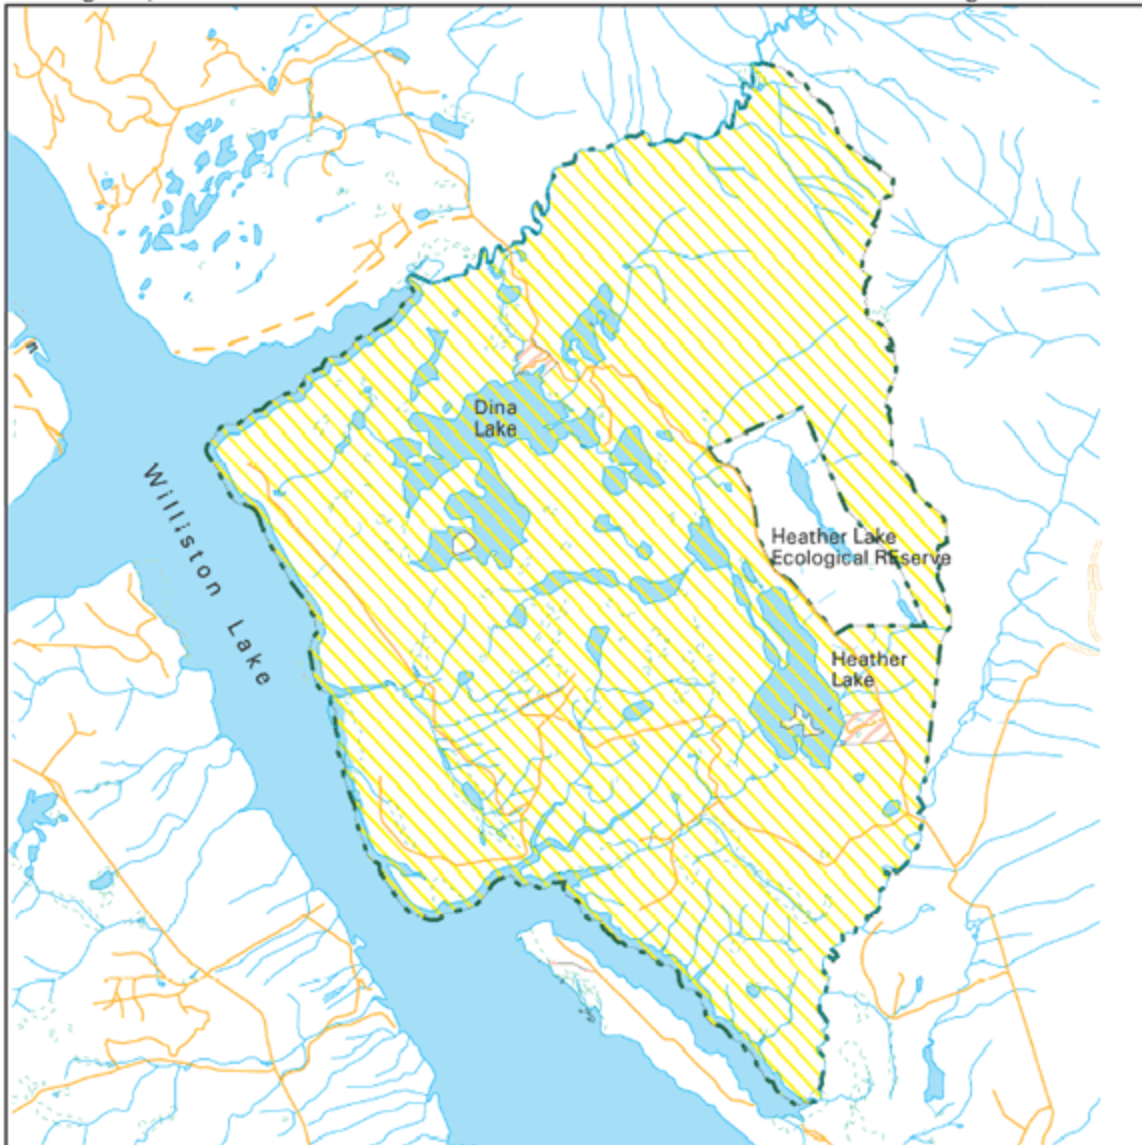 Dina
Lake
Williston Lake
Heather Lake
Ecological REserve
Heather
Lake